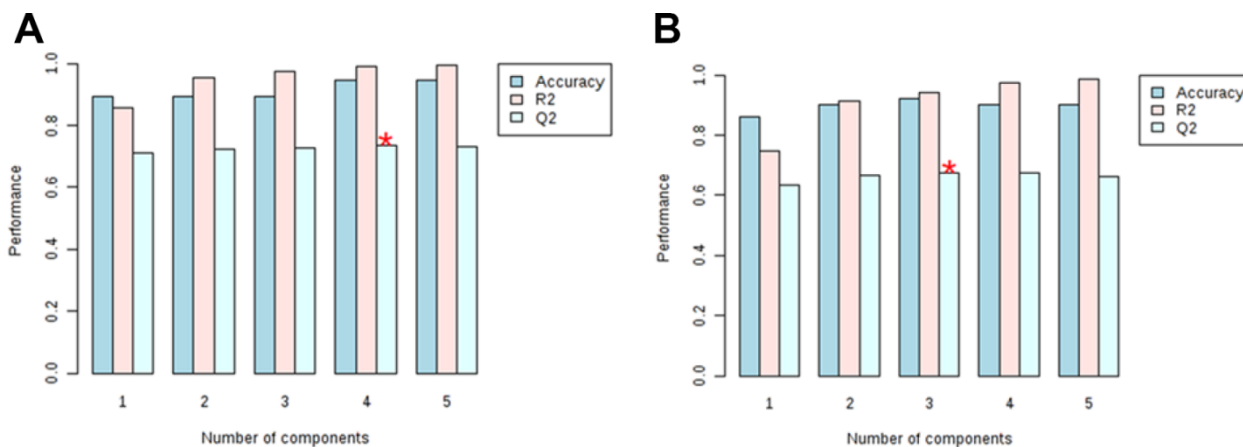 A
Performance
0.0
0.2
0.4
0.6
0.8
1.0
Accuracy
R2
Q2
*
1 2 3 4 5
Number of components
B
Performance
0.0
0.2
0.4
0.6
0.8
1.0
Accuracy
R2
Q2
*
1 2 3 4 5
Number of components